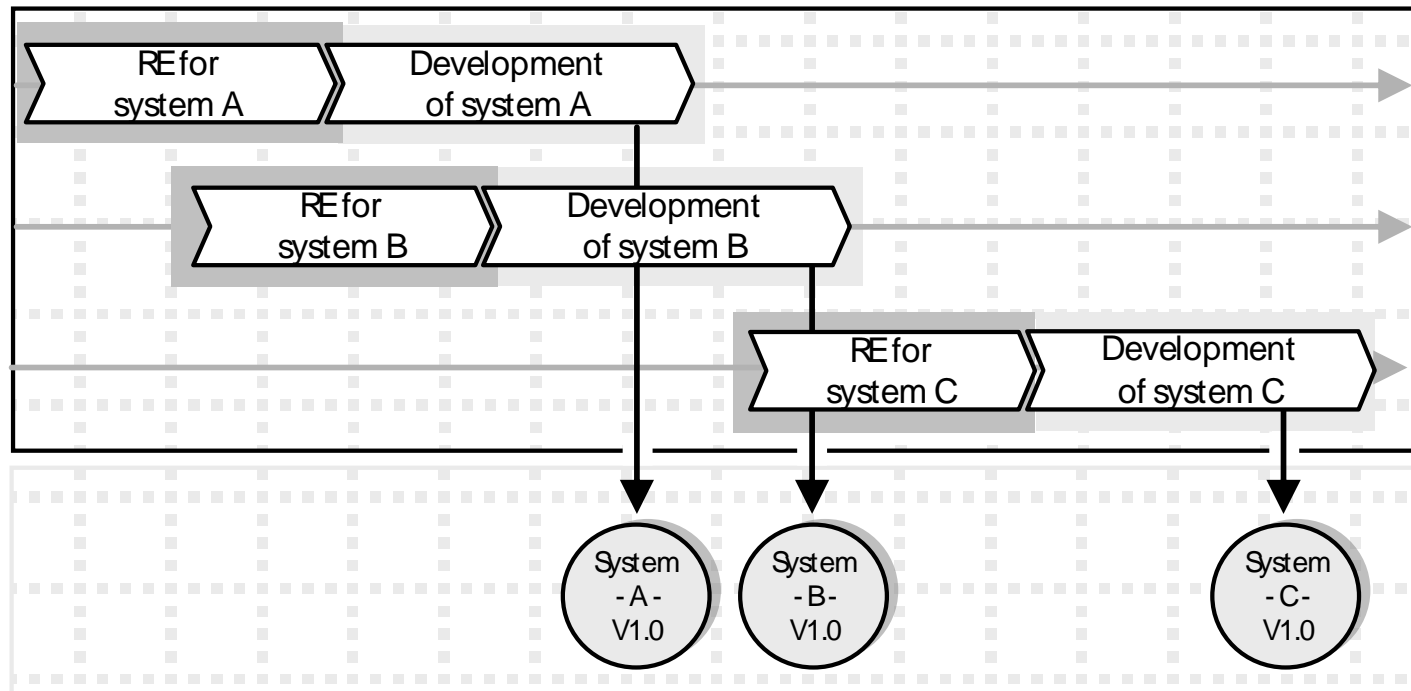 RE for
system A
Development
of system A
RE for
system B
Development
of system B
RE for
system C
Development
of system C
System
- A -
V1.0
System
- B -
V1.0
System
- C -
V1.0